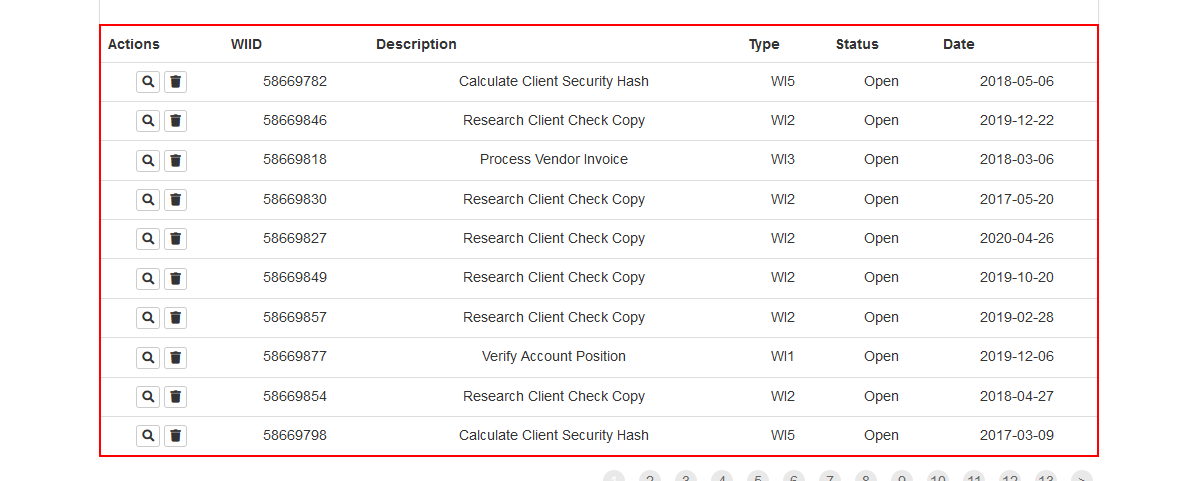 Actions WIID Description Type Status Date
58669782 Calculate Client Security Hash WI5 Open 2018-05-06
58669846 Research Client Check Copy WI2 Open 2019-12-22
58669818 Process Vendor Invoice WI3 Open 2018-03-06
58669830 Research Client Check Copy WI2 Open 2017-05-20
58669827 Research Client Check Copy WI2 Open 2020-04-26
58669849 Research Client Check Copy WI2 Open 2019-10-20
58669857 Research Client Check Copy WI2 Open 2019-02-28
58669877 Verify Account Position WI1 Open 2019-12-06
58669854 Research Client Check Copy WI2 Open 2018-04-27
58669798 Calculate Client Security Hash WI5 Open 2017-03-09
1 2 3 4 5 6 7 8 9 10 11 12 13 >